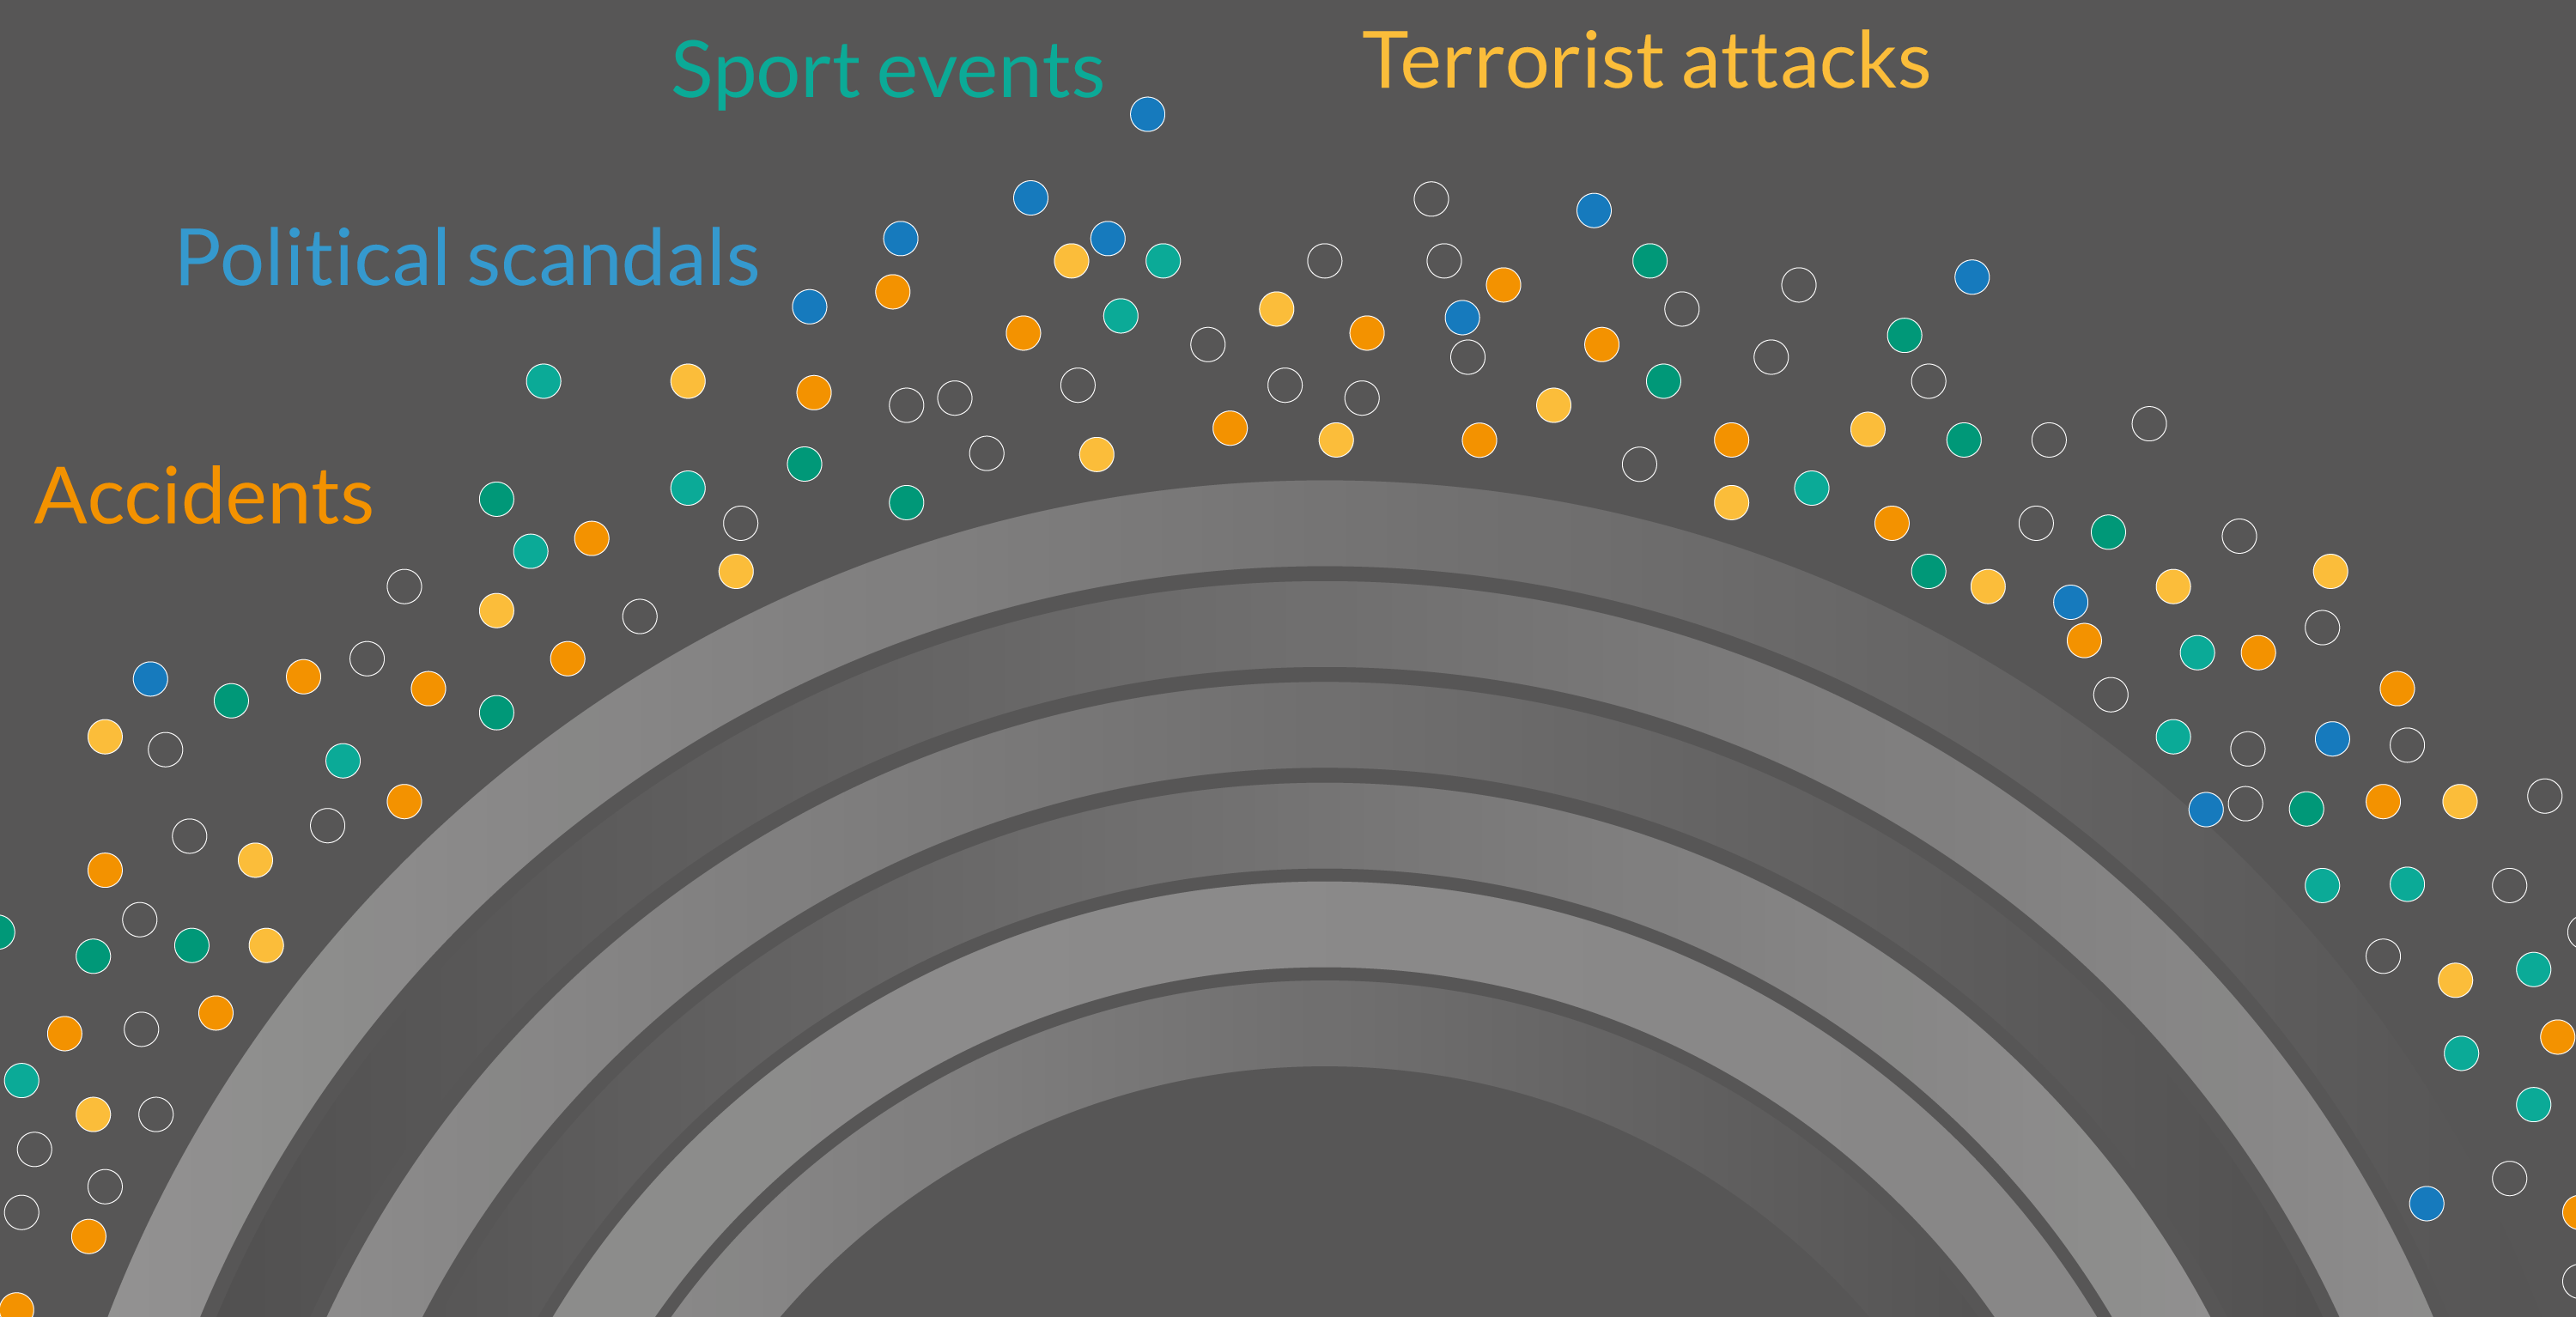 Sport events
Terrorist attacks
Political scandals
Accidents